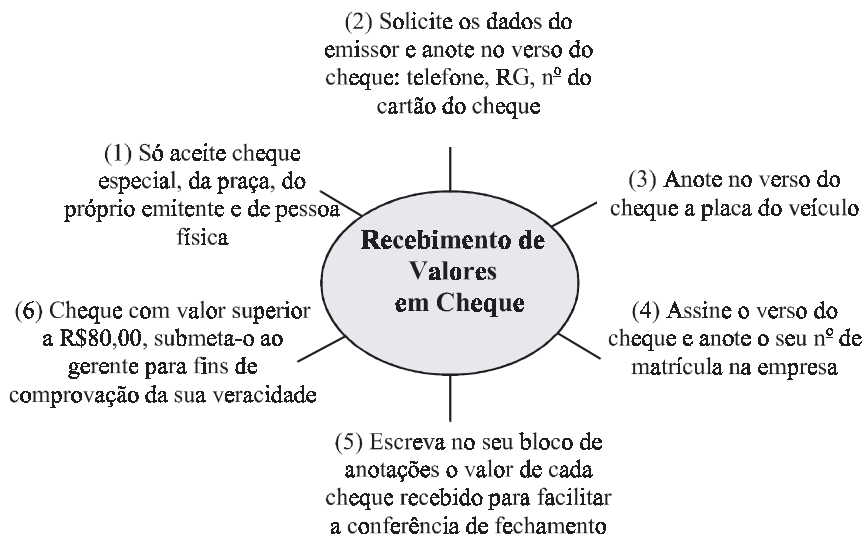 (2) Solicite os dados do
emissor e anote no verso do
cheque: telefone, RG, nº do
cartão do cheque
(1) Só aceite cheque
especial, da praça, do
próprio emitente e de pessoa
física
(3) Anote no verso do
cheque a placa do veículo
Recebimento de
Valores
em Cheque
(6) Cheque com valor superior
a R$80,00, submeta-o ao
gerente para fins de
comprovação da sua veracidade
(4) Assine o verso do
cheque e anote o seu nº de
matrícula na empresa
(5) Escreva no seu bloco de
anotações o valor de cada
cheque recebido para facilitar
a conferência de fechamento